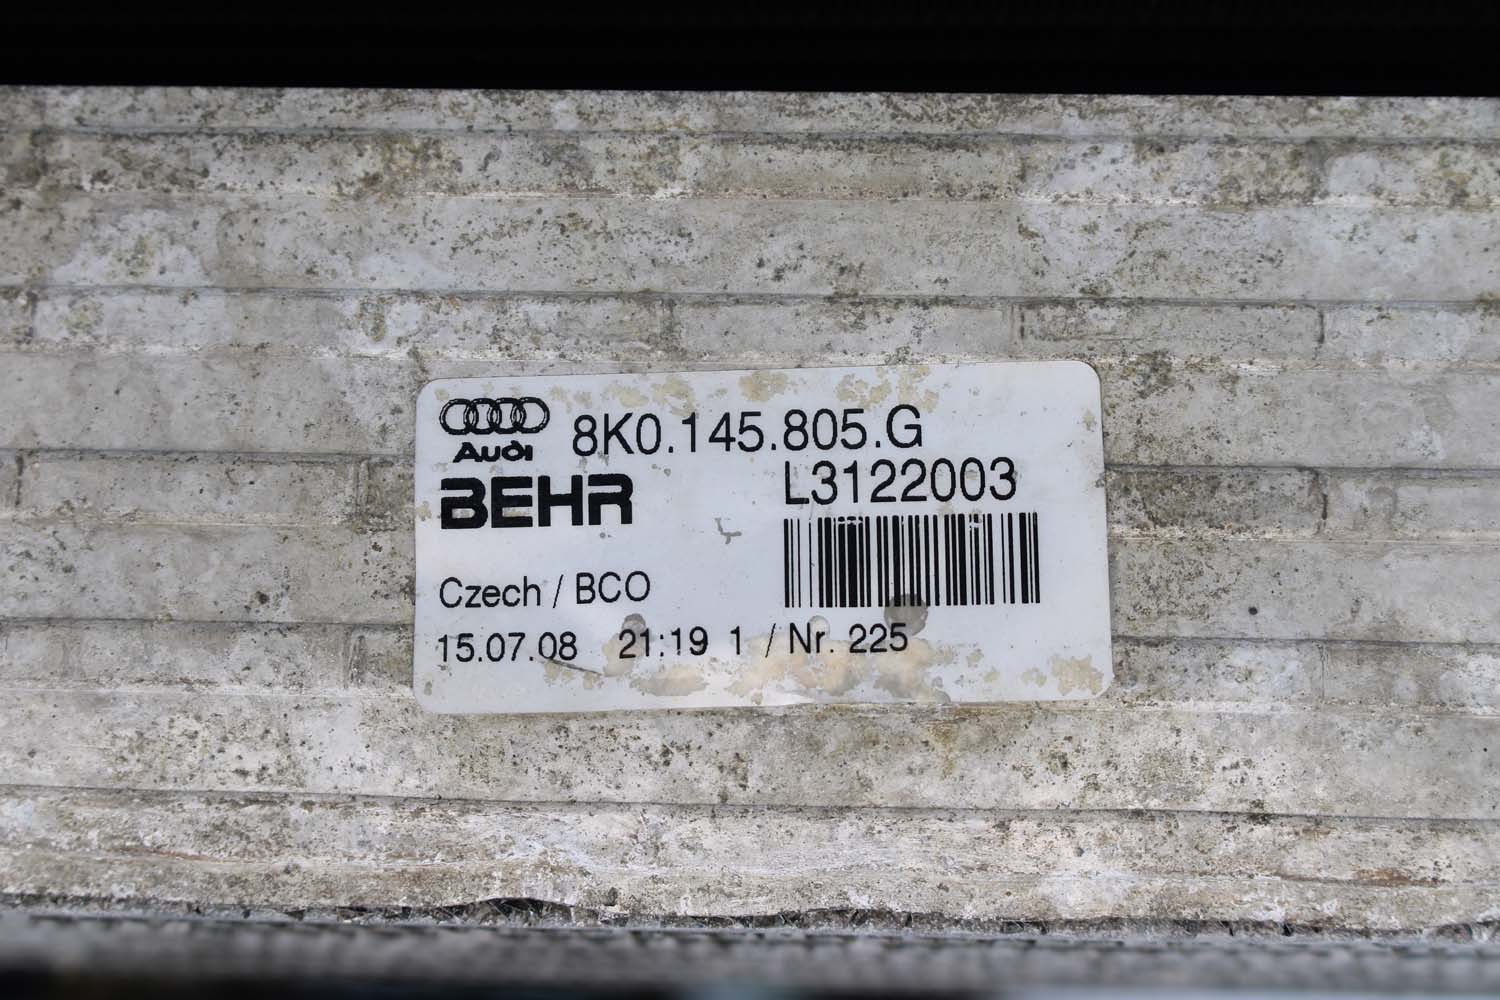 Audi 8K0.145.805.G
BEHR L3122003
Czech / BCO
15.07.08 21:19 1 / Nr. 225